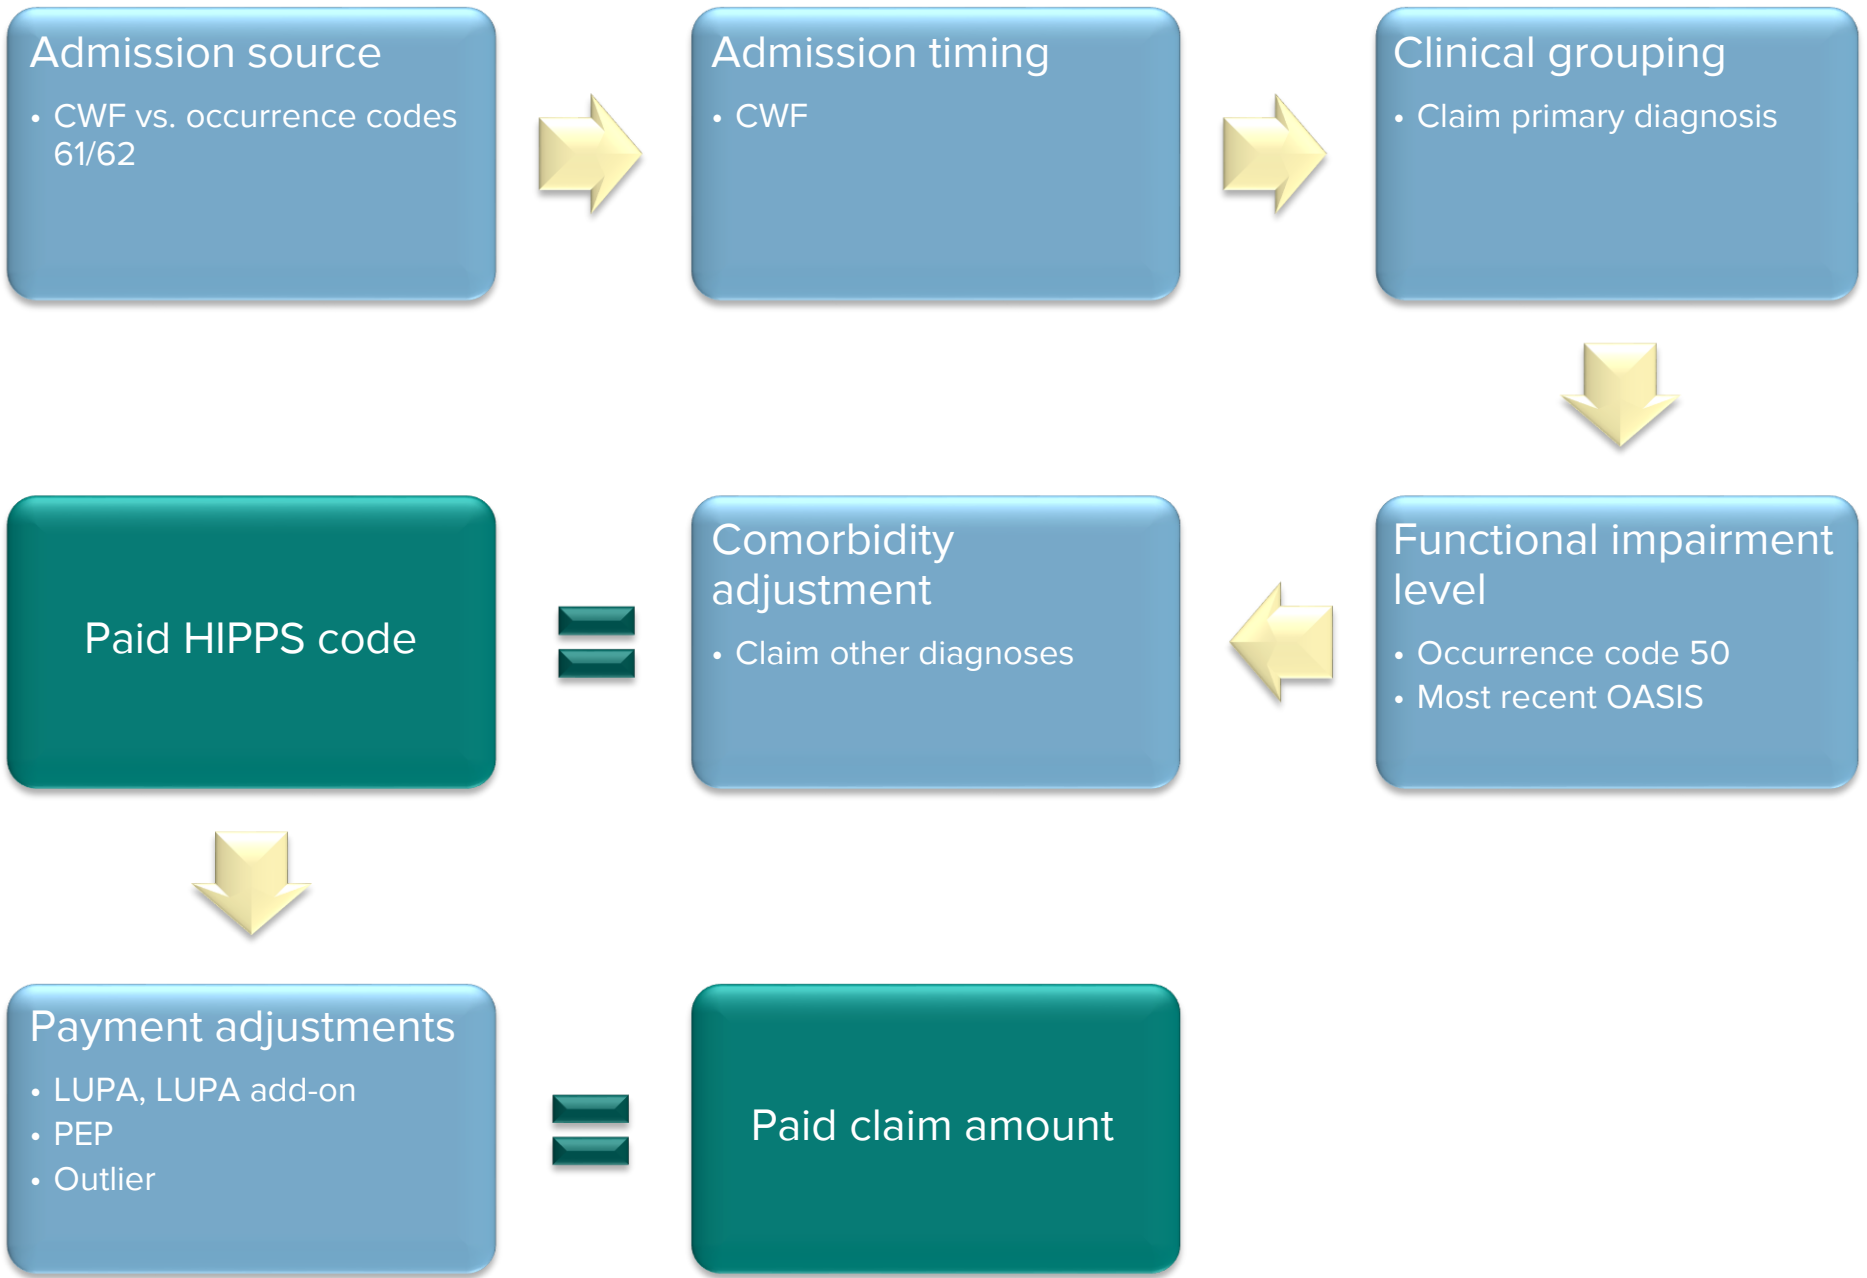 Admission source
• CWF vs. occurrence codes
61/62
Admission timing
• CWF
Clinical grouping
• Claim primary diagnosis
Functional impairment
level
• Occurrence code 50
• Most recent OASIS
Comorbidity
adjustment
• Claim other diagnoses
Paid HIPPS code
Payment adjustments
• LUPA, LUPA add-on
• PEP
• Outlier
Paid claim amount